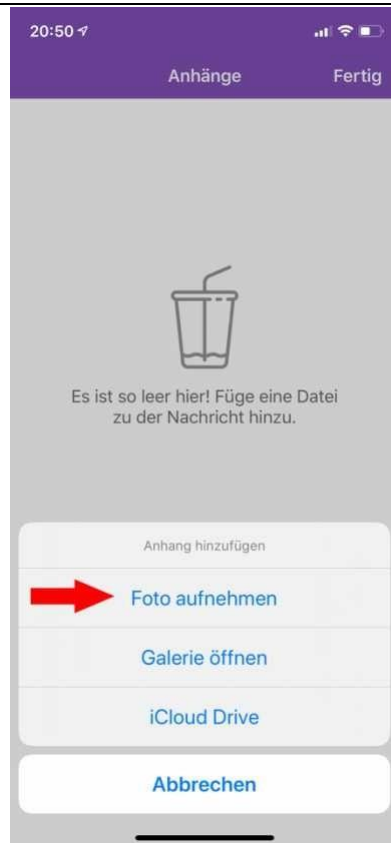 20:50
Anhänge
Fertig
Es ist so leer hier! Füge eine Datei
zu der Nachricht hinzu.
Anhang hinzufügen
Foto aufnehmen
Galerie öffnen
iCloud Drive
Abbrechen